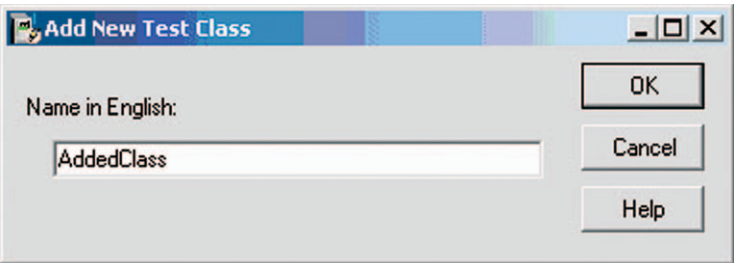 Add New Test Class
Name in English:
AddedClass
OK
Cancel
Help